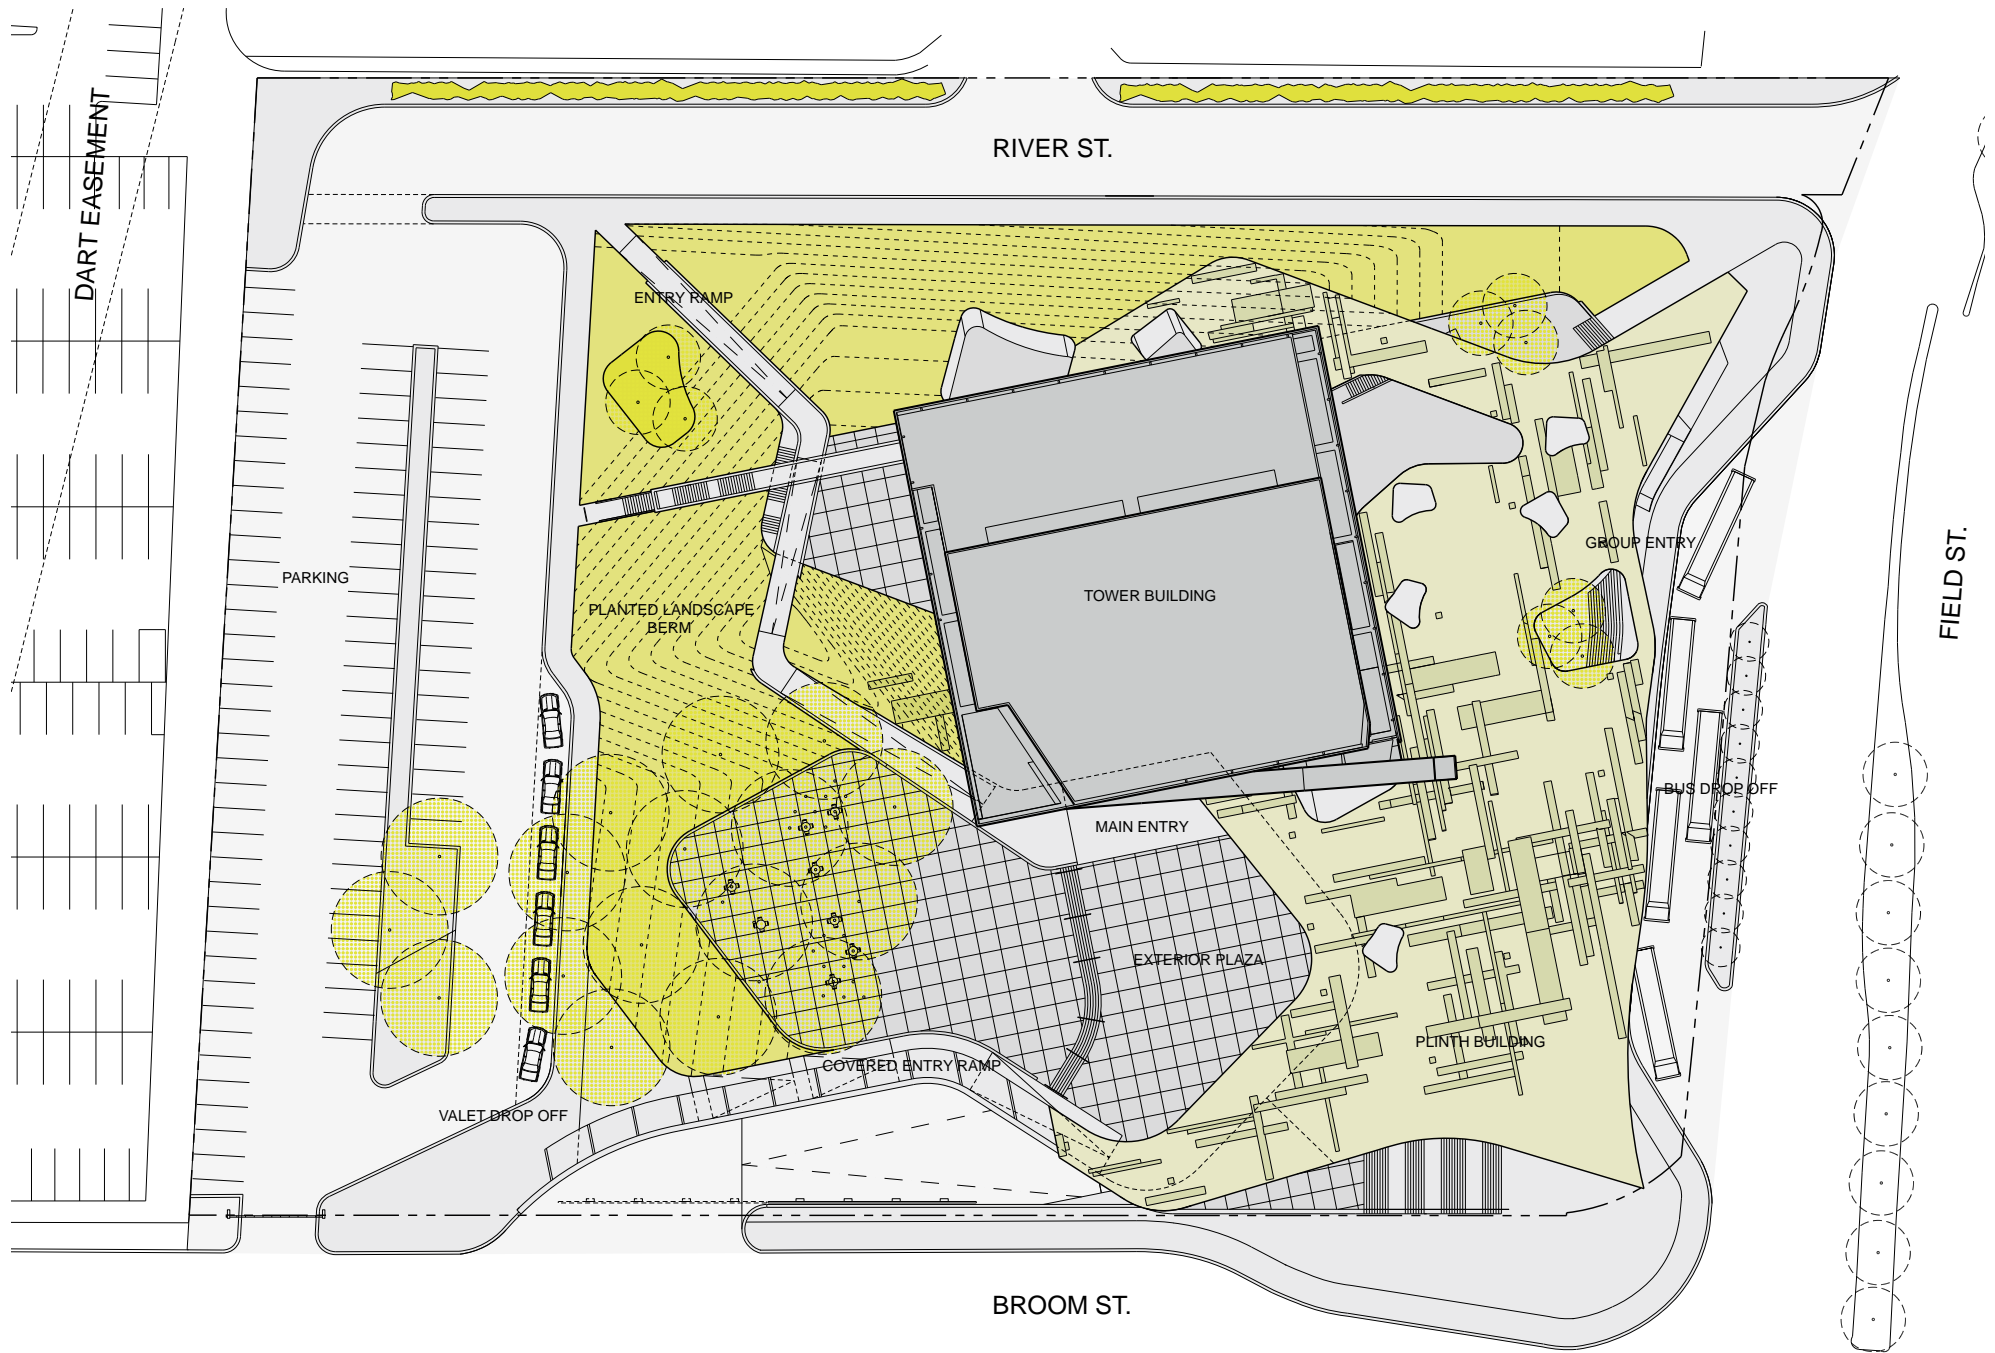 RIVER ST.
DART EASEMENT
ENTRY RAMP
FIELD ST.
GROUP ENTRY
PARKING
TOWER BUILDING
PLANTED LANDSCAPE
BERM
BUS DROP OFF
MAIN ENTRY
EXTERIOR PLAZA
PLINTH BUILDING
COVERED ENTRY RAMP
VALET DROP OFF
BROOM ST.